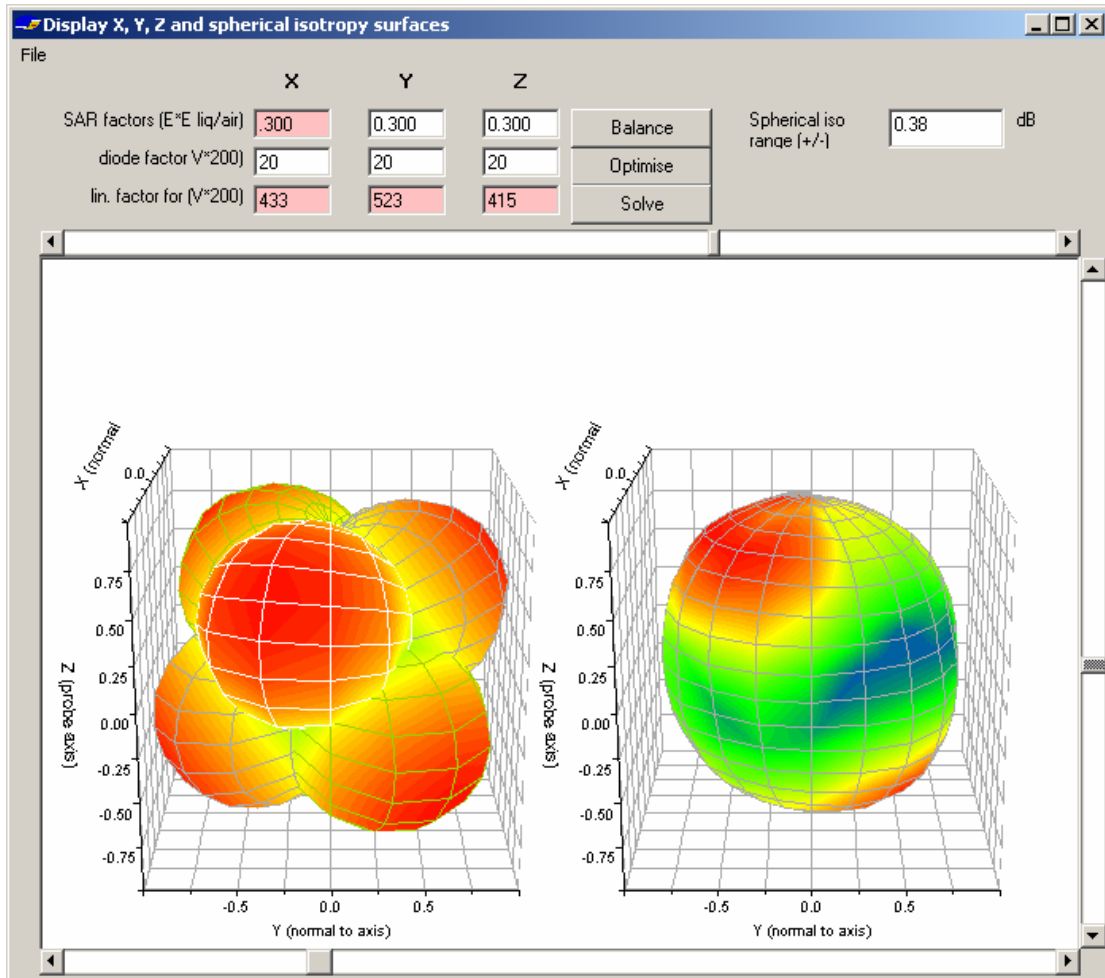 Display X, Y, Z and spherical isotropy surfaces
File
X Y Z
SAR factors (E*E liq/air) .300 0.300 0.300 Balance Spherical iso range (+/-) 0.38 dB
diode factor V*200) 20 20 20 Optimise
lin. factor for (V*200) 433 523 415 Solve
X (normal
0.0
0.75
0.50
0.25
0.00
-0.25
-0.50
-0.75
Z (probe axis)
-0.5 0.0 0.5
Y (normal to axis)
X (normal
0.0
0.75
0.50
0.25
0.00
-0.25
-0.50
-0.75
Z (probe axis)
-0.5 0.0 0.5
Y (normal to axis)